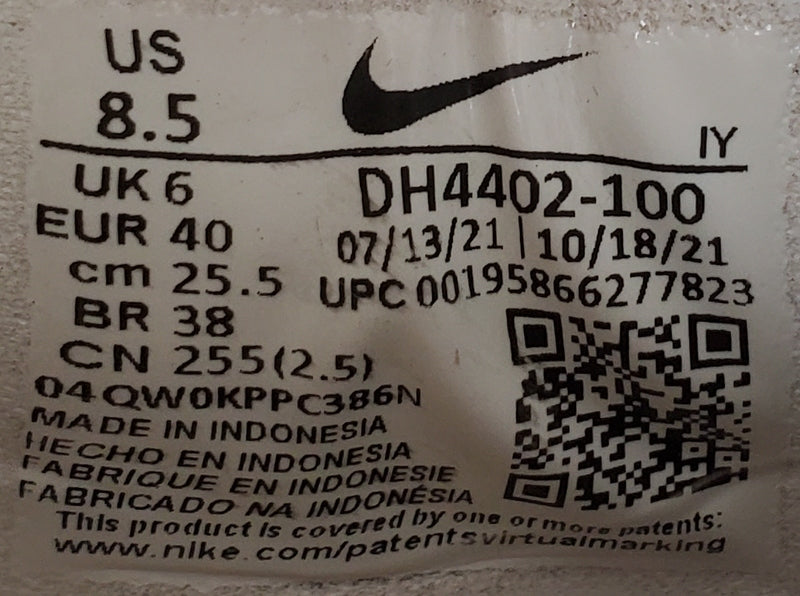 US
8.5
IY
UK 6
EUR 40
cm 25.5
BR 38
CN 255(2.5)
DH4402-100
07/13/21 | 10/18/21
UPC 00195866277823
04QW0KPPC386N
MADE IN INDONESIA
HECHO EN INDONESIA
FABRIQUE EN INDONESIE
FABRICADO NA INDONÉSIA
This product is covered by one or more patents:
www.nike.com/patentsvirtualmarking